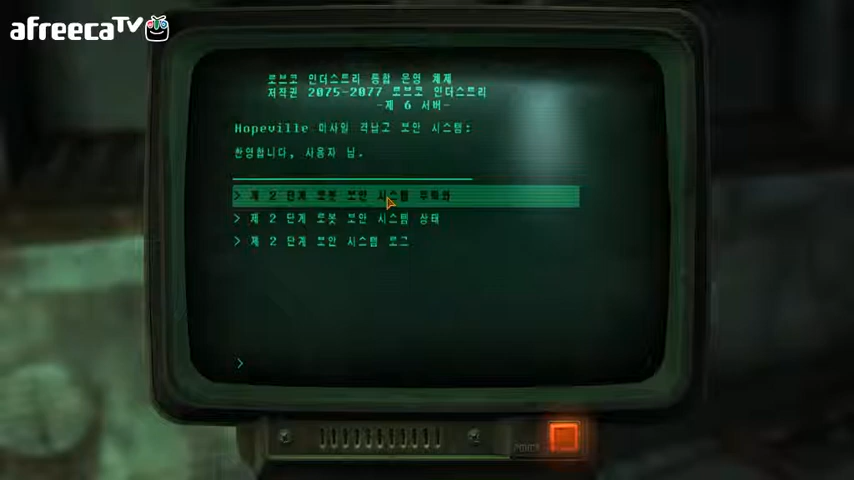 afreecaTV
로브코 인더스트리 통합 운영 체제
저작권 2075-2077 로브코 인더스트리
-제 6 서버-
Hopeville 미사일 격납고 보안 시스템:
환영합니다, 사용자 님.
> 제 2 단계 로봇 보안 시스템 무력화
> 제 2 단계 로봇 보안 시스템 상태
> 제 2 단계 보안 시스템 로그
>
POWER